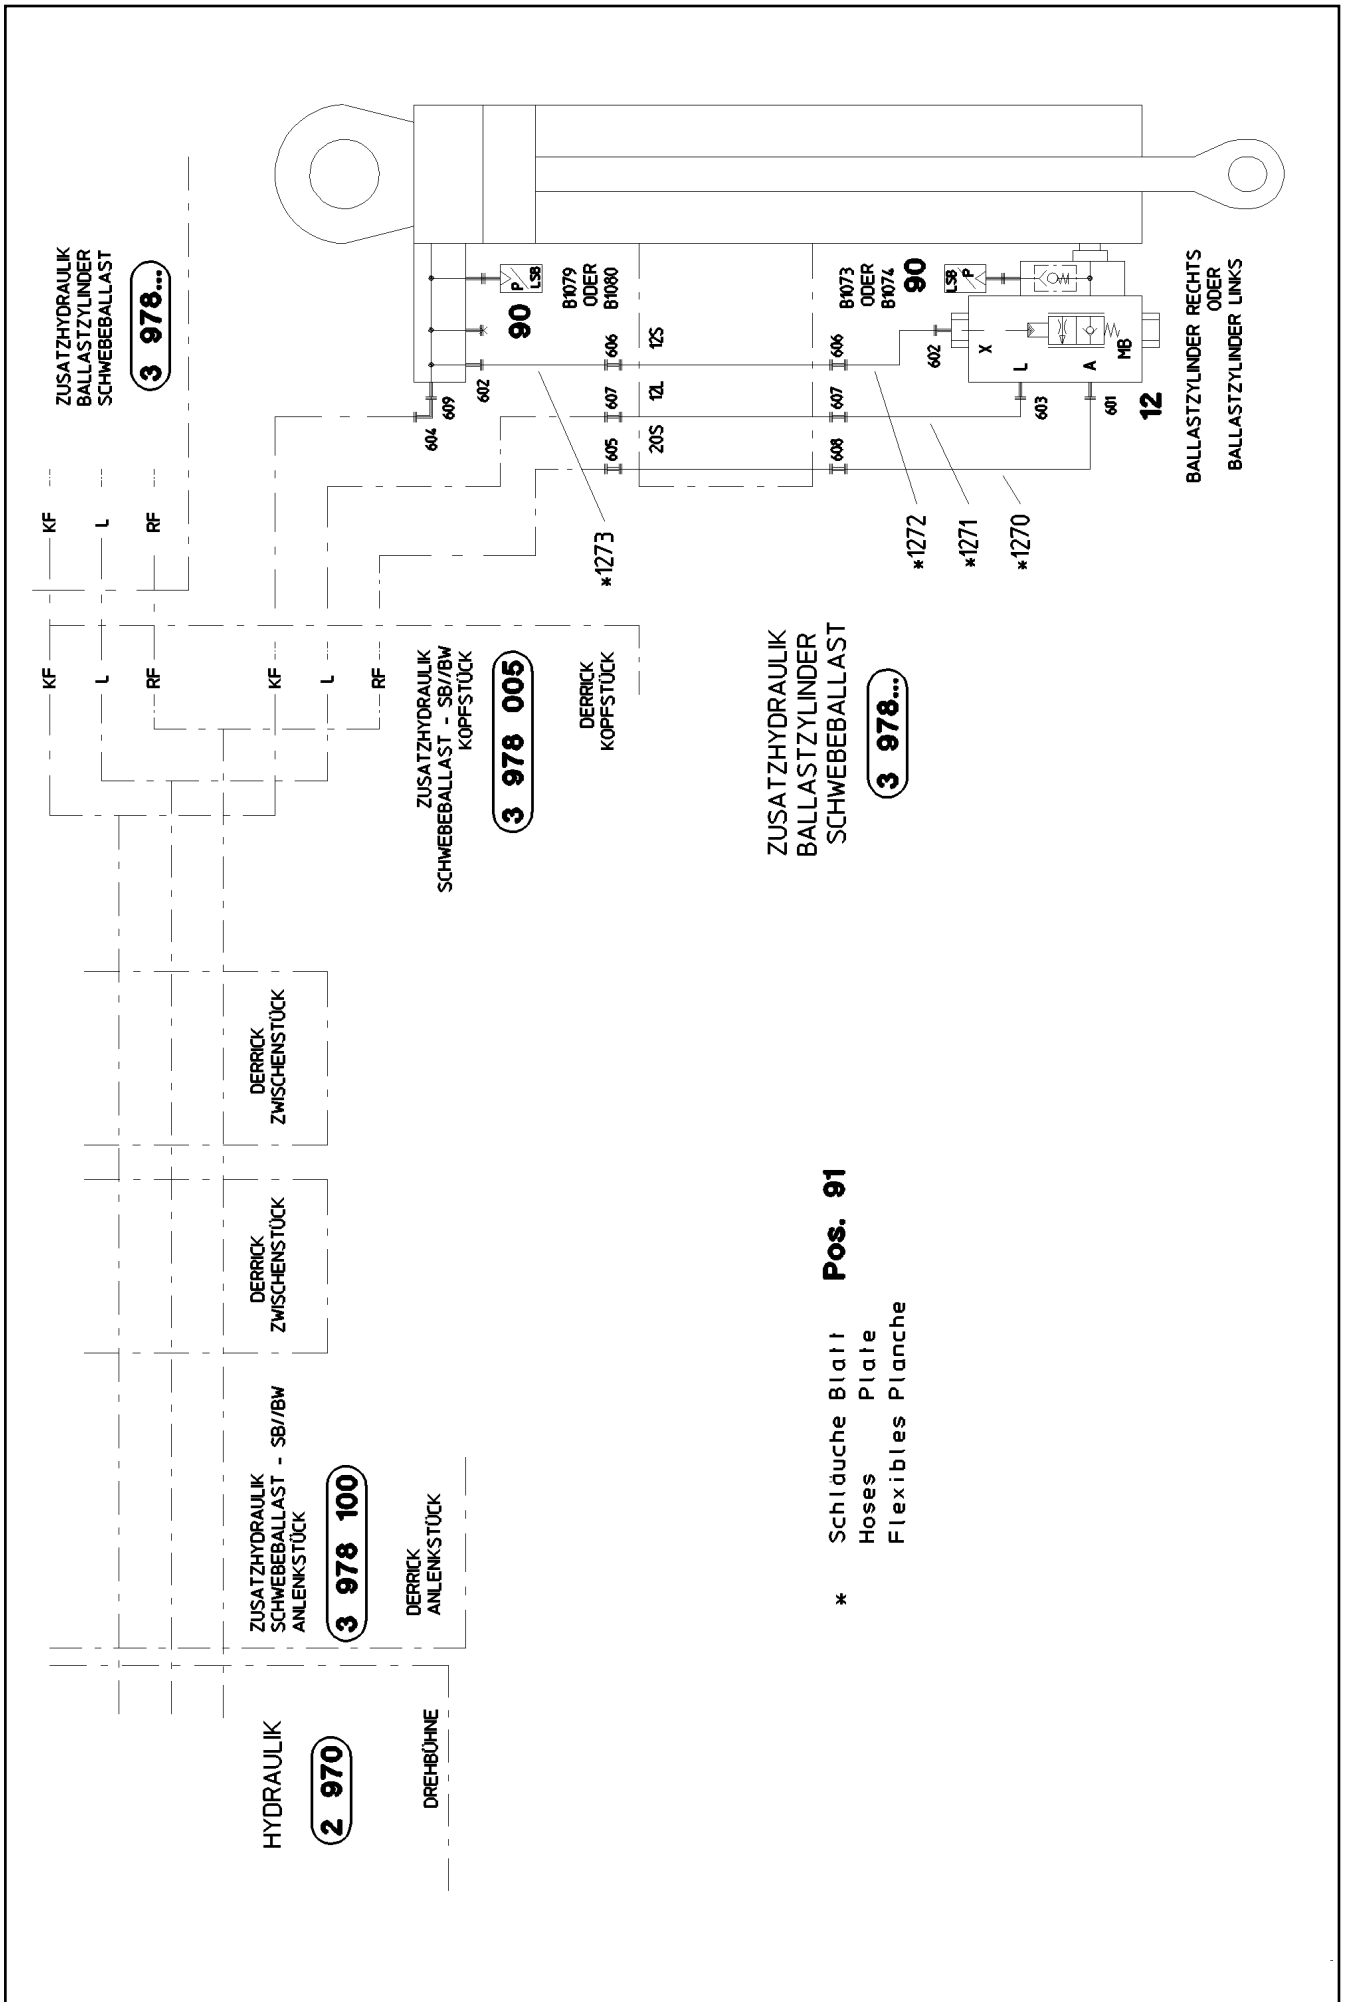 ZUSATZHYDRAULIK
BALLASTZYLINDER
SCHWEBEBALLAST
3 978...
KF
L
RF
KF
L
RF
KF
L
RF
ZUSATZHYDRAULIK
SCHWEBEBALLAST - SB//BW
KOPFSTÜCK
3 978 005
DERRICK
KOPFSTÜCK
604
609
602
P
LSB
90
B1079
ODER
B1080
606
607
605
12S
12L
20S
*1273
606
607
608
B1073
ODER
B1074
90
LSB
P
602
X
L
A
MB
603
601
12
*1272
*1271
*1270
BALLASTZYLINDER RECHTS
ODER
BALLASTZYLINDER LINKS
ZUSATZHYDRAULIK
BALLASTZYLINDER
SCHWEBEBALLAST
3 978...
DERRICK
ZWISCHENSTÜCK
DERRICK
ZWISCHENSTÜCK
ZUSATZHYDRAULIK
SCHWEBEBALLAST - SB//BW
ANLENKSTÜCK
3 978 100
DERRICK
ANLENKSTÜCK
HYDRAULIK
2 970
DREHBÜHNE
* Schläuche Blatt Pos. 91
Hoses Plate
Flexibles Planche